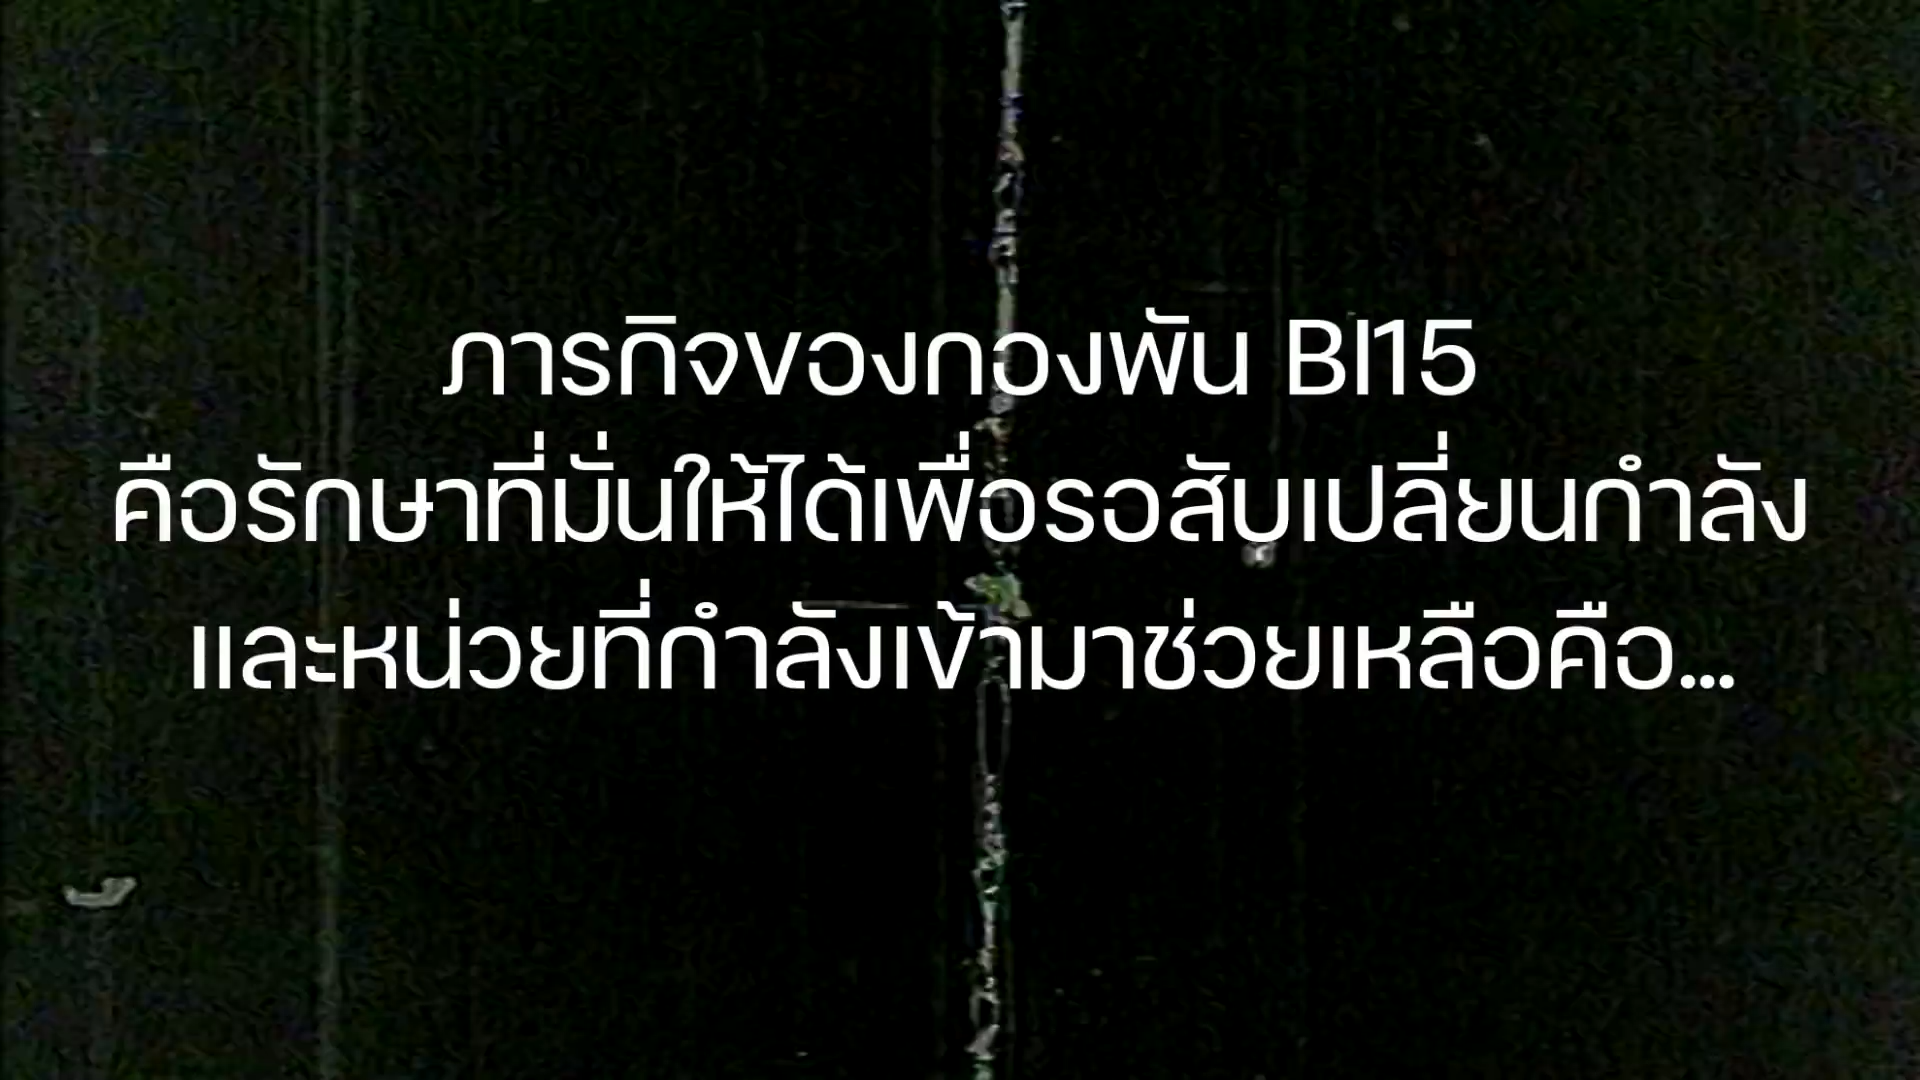 ภารกิจของกองพัน BI15
คือรักษาที่มั่นให้ได้เพื่อรอสับเปลี่ยนกำลัง
และหน่วยที่กำลังเข้ามาช่วยเหลือคือ...